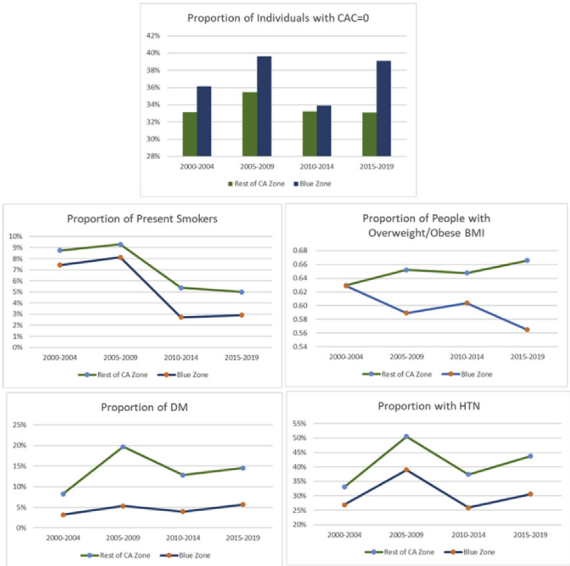 Proportion of Individuals with CAC=0
42%
40%
38%
36%
34%
32%
30%
28%
2000-2004 2005-2009 2010-2014 2015-2019
Rest of CA Zone Blue Zone
Proportion of Present Smokers
10%
9%
8%
7%
6%
5%
4%
3%
2%
1%
0%
2000-2004 2005-2009 2010-2014 2015-2019
Rest of CA Zone Blue Zone
Proportion of People with
Overweight/Obese BMI
0.68
0.66
0.64
0.62
0.60
0.58
0.56
0.54
2000-2004 2005-2009 2010-2014 2015-2019
Rest of CA Zone Blue Zone
Proportion of DM
25%
20%
15%
10%
5%
0%
2000-2004 2005-2009 2010-2014 2015-2019
Rest of CA Zone Blue Zone
Proportion with HTN
55%
50%
45%
40%
35%
30%
25%
20%
2000-2004 2005-2009 2010-2014 2015-2019
Rest of CA Zone Blue Zone